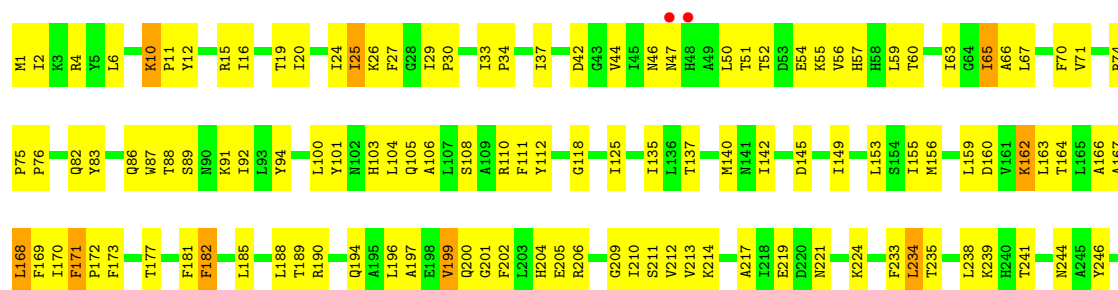 M1 I2 K3 R4 Y5 L6 K10 P11 Y12 R15 I16 T19 I20 I24 I25 K26 F27 G28 I29 P30 I33 P34 I37 D42 G43 V44 I45 N46 N47 H48 A49 L50 T51 T52 D53 E54 K55 V56 H57 H58 L59 T60 I63 G64 I65 A66 L67 F70 V71
P75 P76 Q82 Y83 Q86 W87 T88 S89 N90 K91 I92 L93 Y94 L100 Y101 N102 H103 L104 Q105 A106 L107 S108 A109 R110 F111 Y112 G118 I125 I135 L136 T137 M140 N141 I142 D145 I149 L153 S154 I155 M156 L159 D160 V161 K162 L163 T164 L165 A166
L168 F169 I170 F171 P172 F173 T177 F181 F182 L185 L188 T189 R190 Q194 A195 L196 A197 E198 V199 Q200 G201 F202 L203 H204 E205 R206 G209 I210 S211 V212 V213 K214 A217 I218 E219 D220 N221 K224 F233 L234 T235 L238 K239 H240 T241 N244 A245 Y246